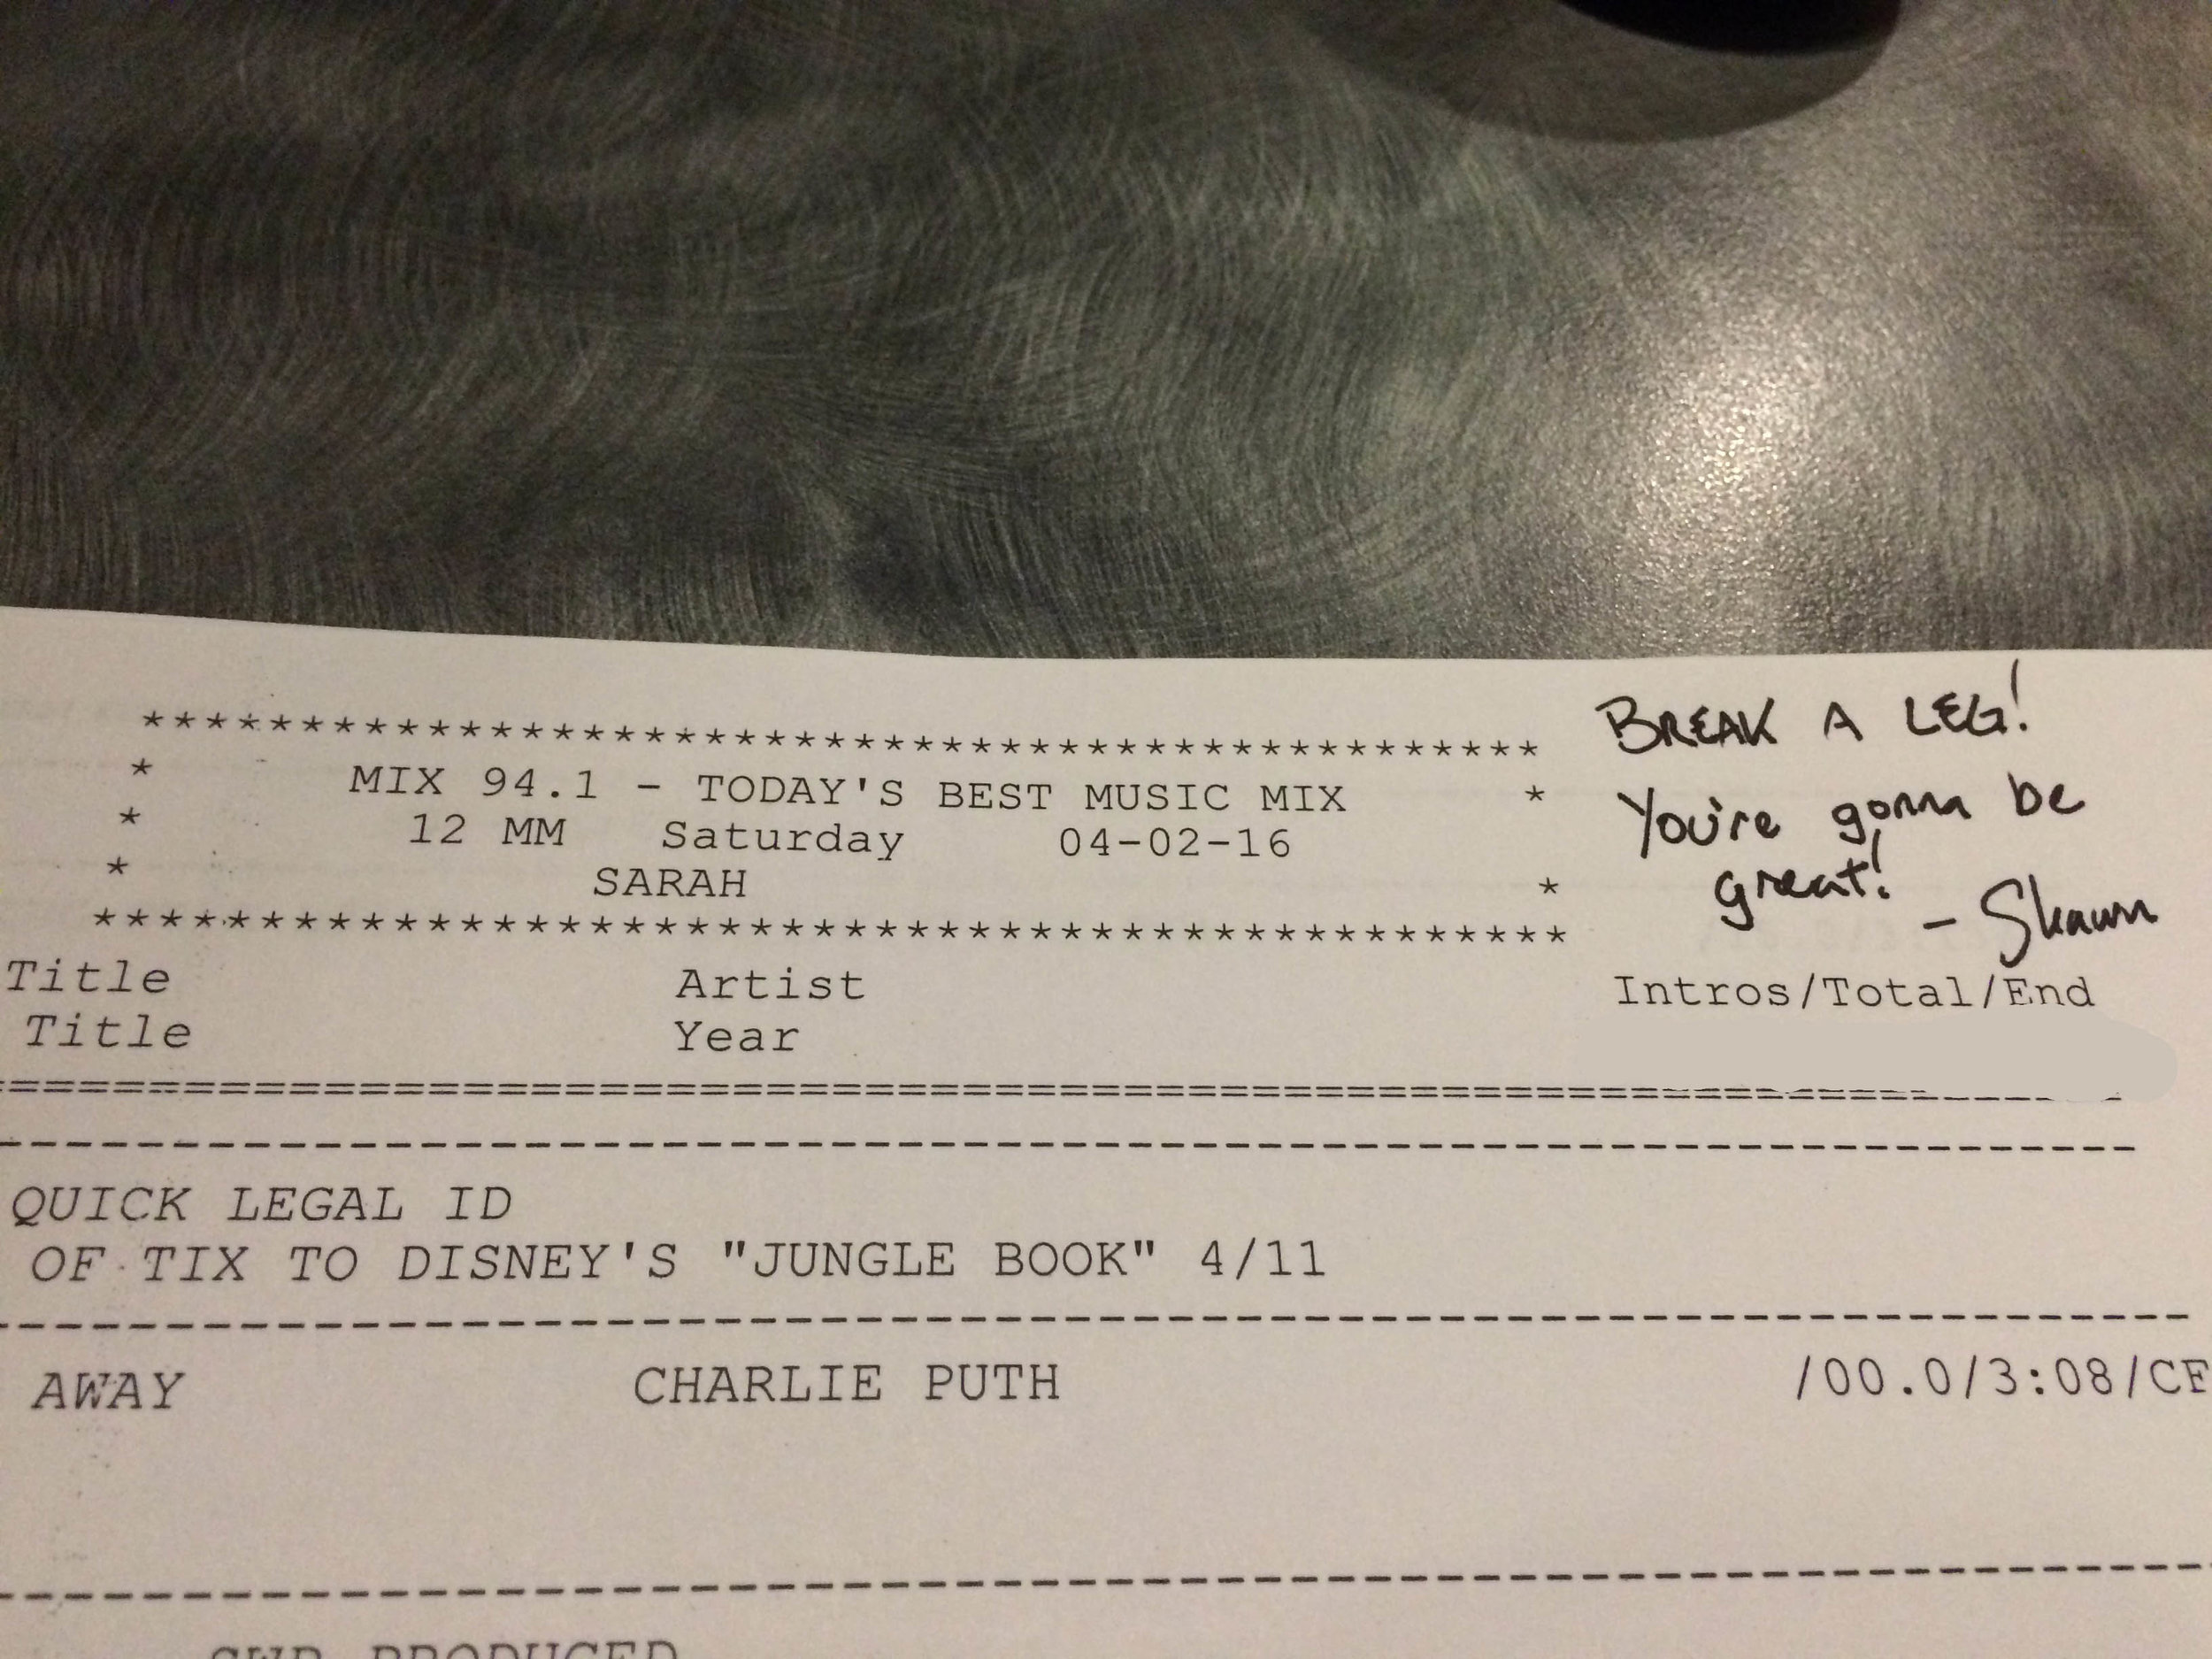 ****************************************
BREAK A LEG!
* MIX 94.1 - TODAY'S BEST MUSIC MIX *
You're gonna be
* 12 MM Saturday 04-02-16
great!
* SARAH *
- Shawn
****************************************
Title Artist Intros/Total/End
Title Year
QUICK LEGAL ID
OF TIX TO DISNEY'S "JUNGLE BOOK" 4/11
AWAY CHARLIE PUTH /00.0/3:08/CE
PRODUCED